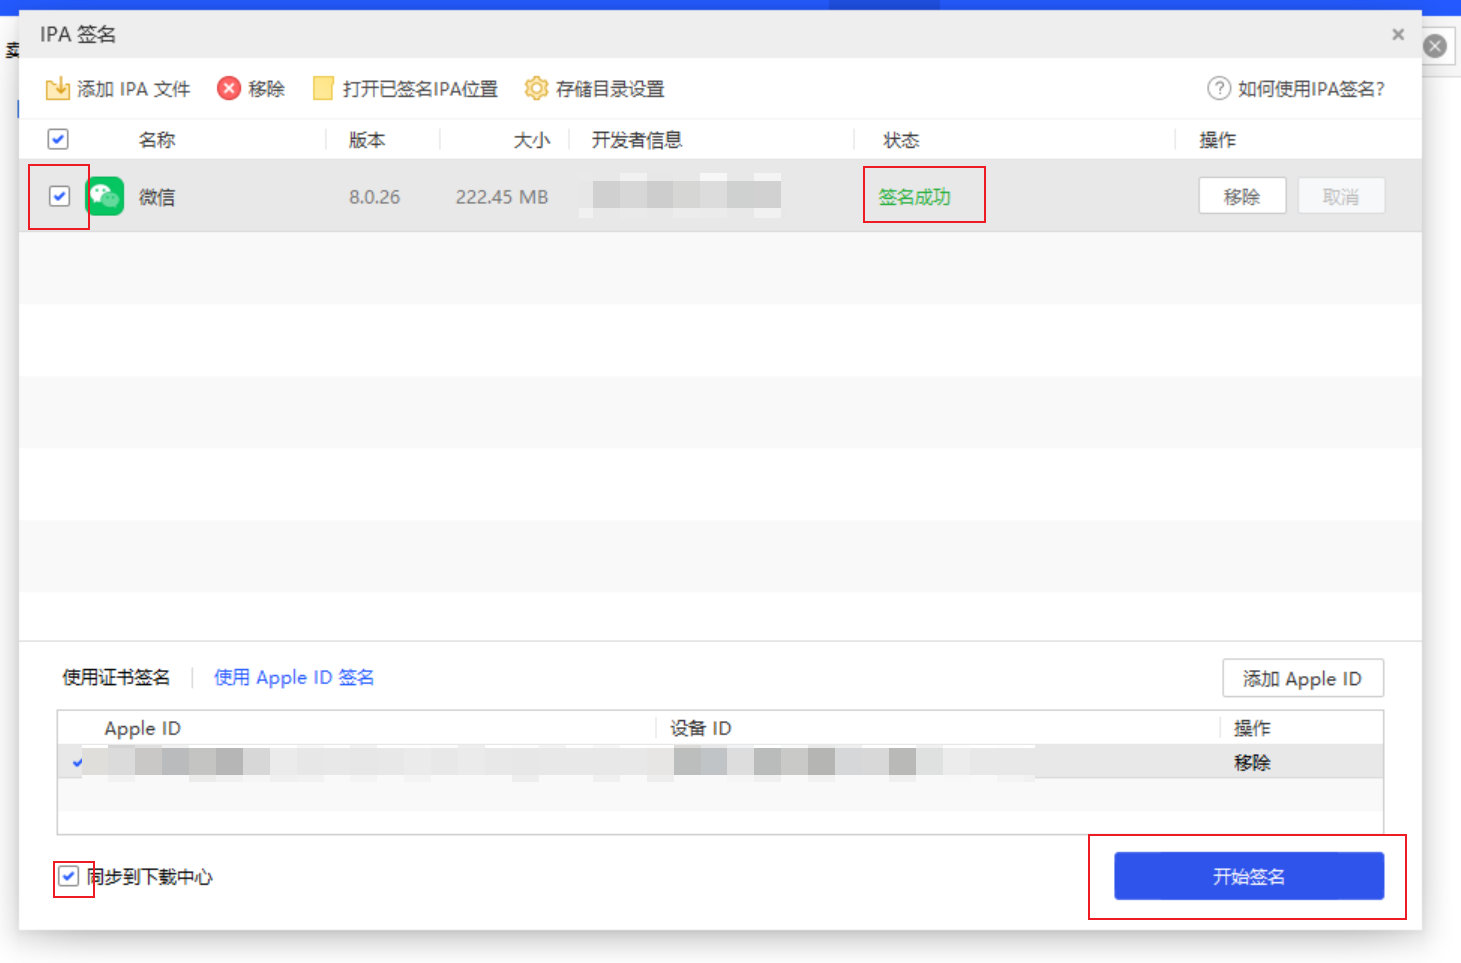 IPA 签名
添加 IPA 文件 移除 打开已签名IPA位置 存储目录设置 如何使用IPA签名?
名称 版本 大小 开发者信息 状态 操作
微信 8.0.26 222.45 MB 签名成功 移除 取消
使用证书签名 使用 Apple ID 签名 添加 Apple ID
Apple ID 设备 ID 操作
移除
同步到下载中心 开始签名